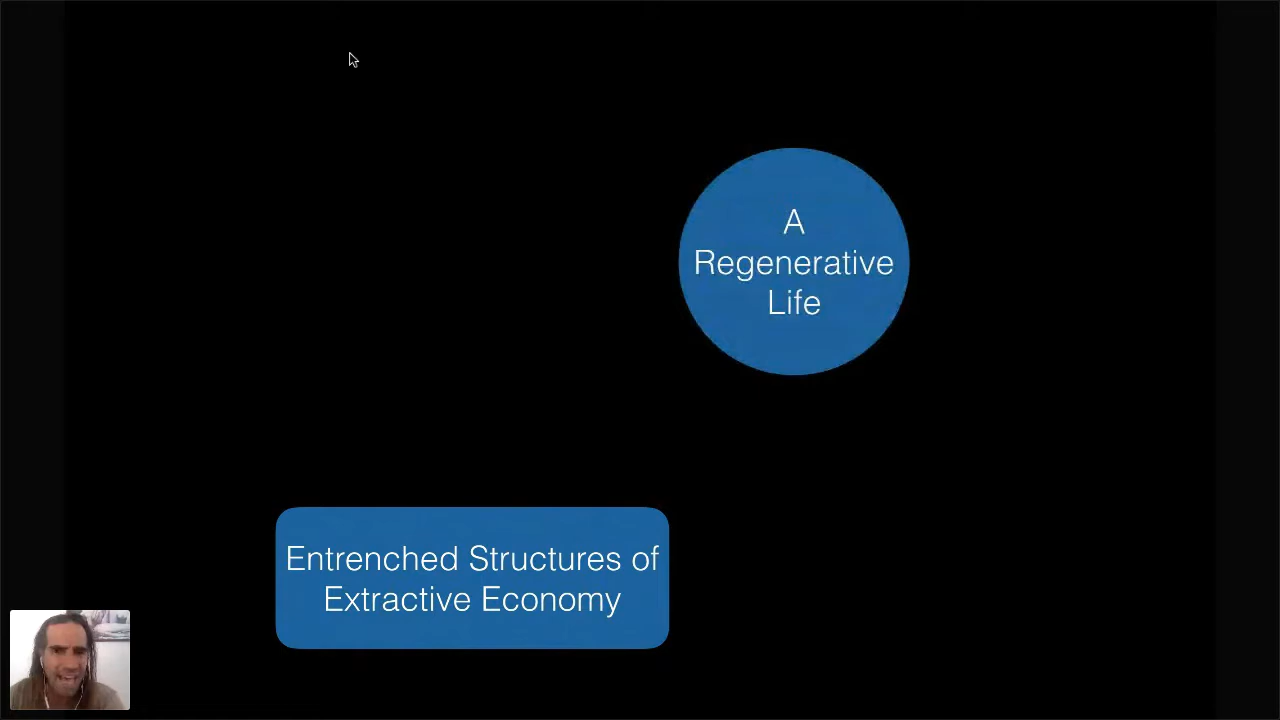 A
Regenerative
Life
Entrenched Structures of
Extractive Economy